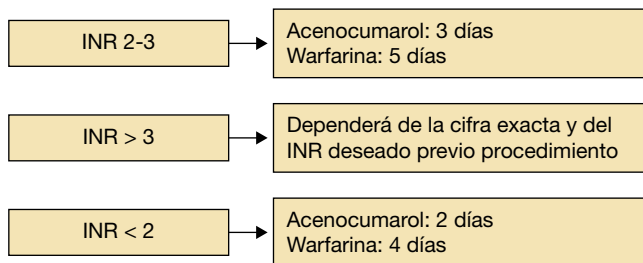 INR 2-3
Acenocumarol: 3 días
Warfarina: 5 días
INR > 3
Dependerá de la cifra exacta y del
INR deseado previo procedimiento
INR < 2
Acenocumarol: 2 días
Warfarina: 4 días